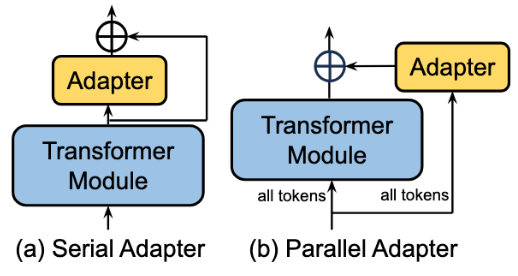 Adapter
Transformer
Module
(a) Serial Adapter
Adapter
Transformer
Module
all tokens
all tokens
(b) Parallel Adapter